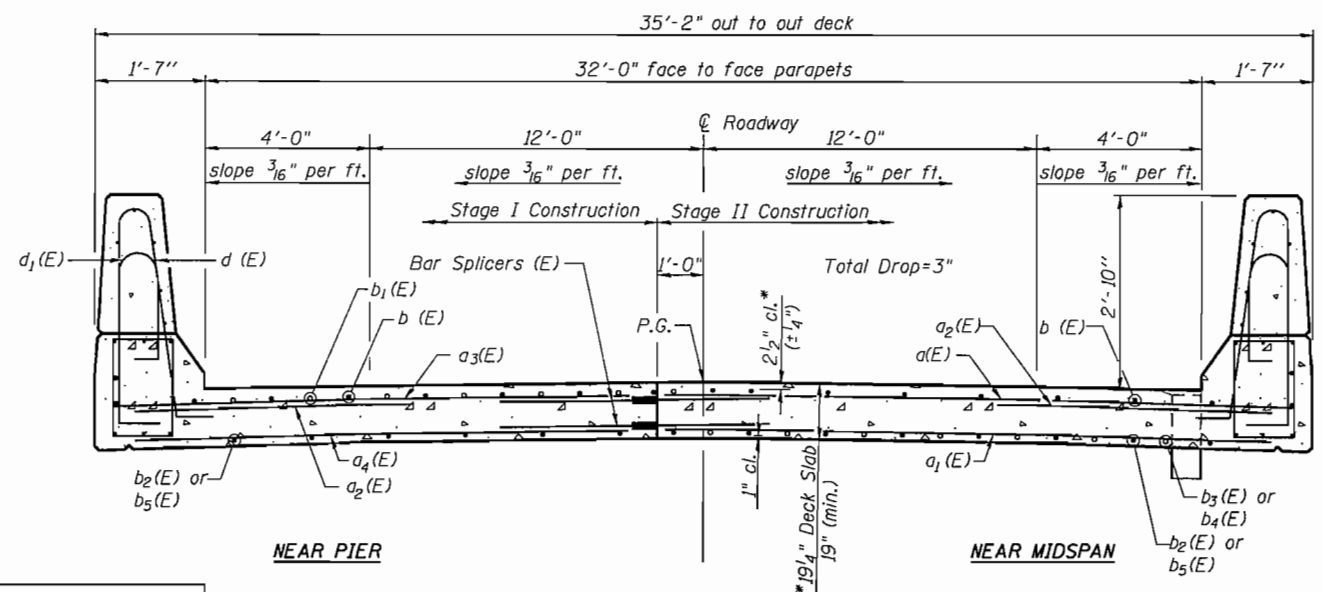 35'-2" out to out deck
1'-7"
32'-0" face to face parapets
1'-7"
℄ Roadway
4'-0"
12'-0"
12'-0"
4'-0"
slope 3/16" per ft.
slope 3/16" per ft.
slope 3/16" per ft.
slope 3/16" per ft.
Stage I Construction
Stage II Construction
d1(E)
d (E)
Bar Splicers (E)
1'-0"
Total Drop=3"
2'-10"
b1(E)
b (E)
2½" cl.*
(±¼")
P.G.
a2(E)
b (E)
a3(E)
a(E)
b2(E) or
b5(E)
a4(E)
a2(E)
1" cl.
*19¼" Deck Slab
19" (min.)
a1(E)
b3(E) or
b4(E)
b2(E) or
b5(E)
NEAR PIER
NEAR MIDSPAN